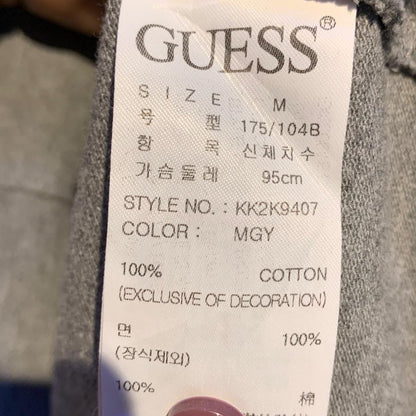 GUESS®
SIZE M
호 型 175/104B
항 목 신체치수
가슴둘레 95cm
STYLE NO. : KK2K9407
COLOR : MGY
100% COTTON
(EXCLUSIVE OF DECORATION)
면 100%
(장식제외)
100% 棉